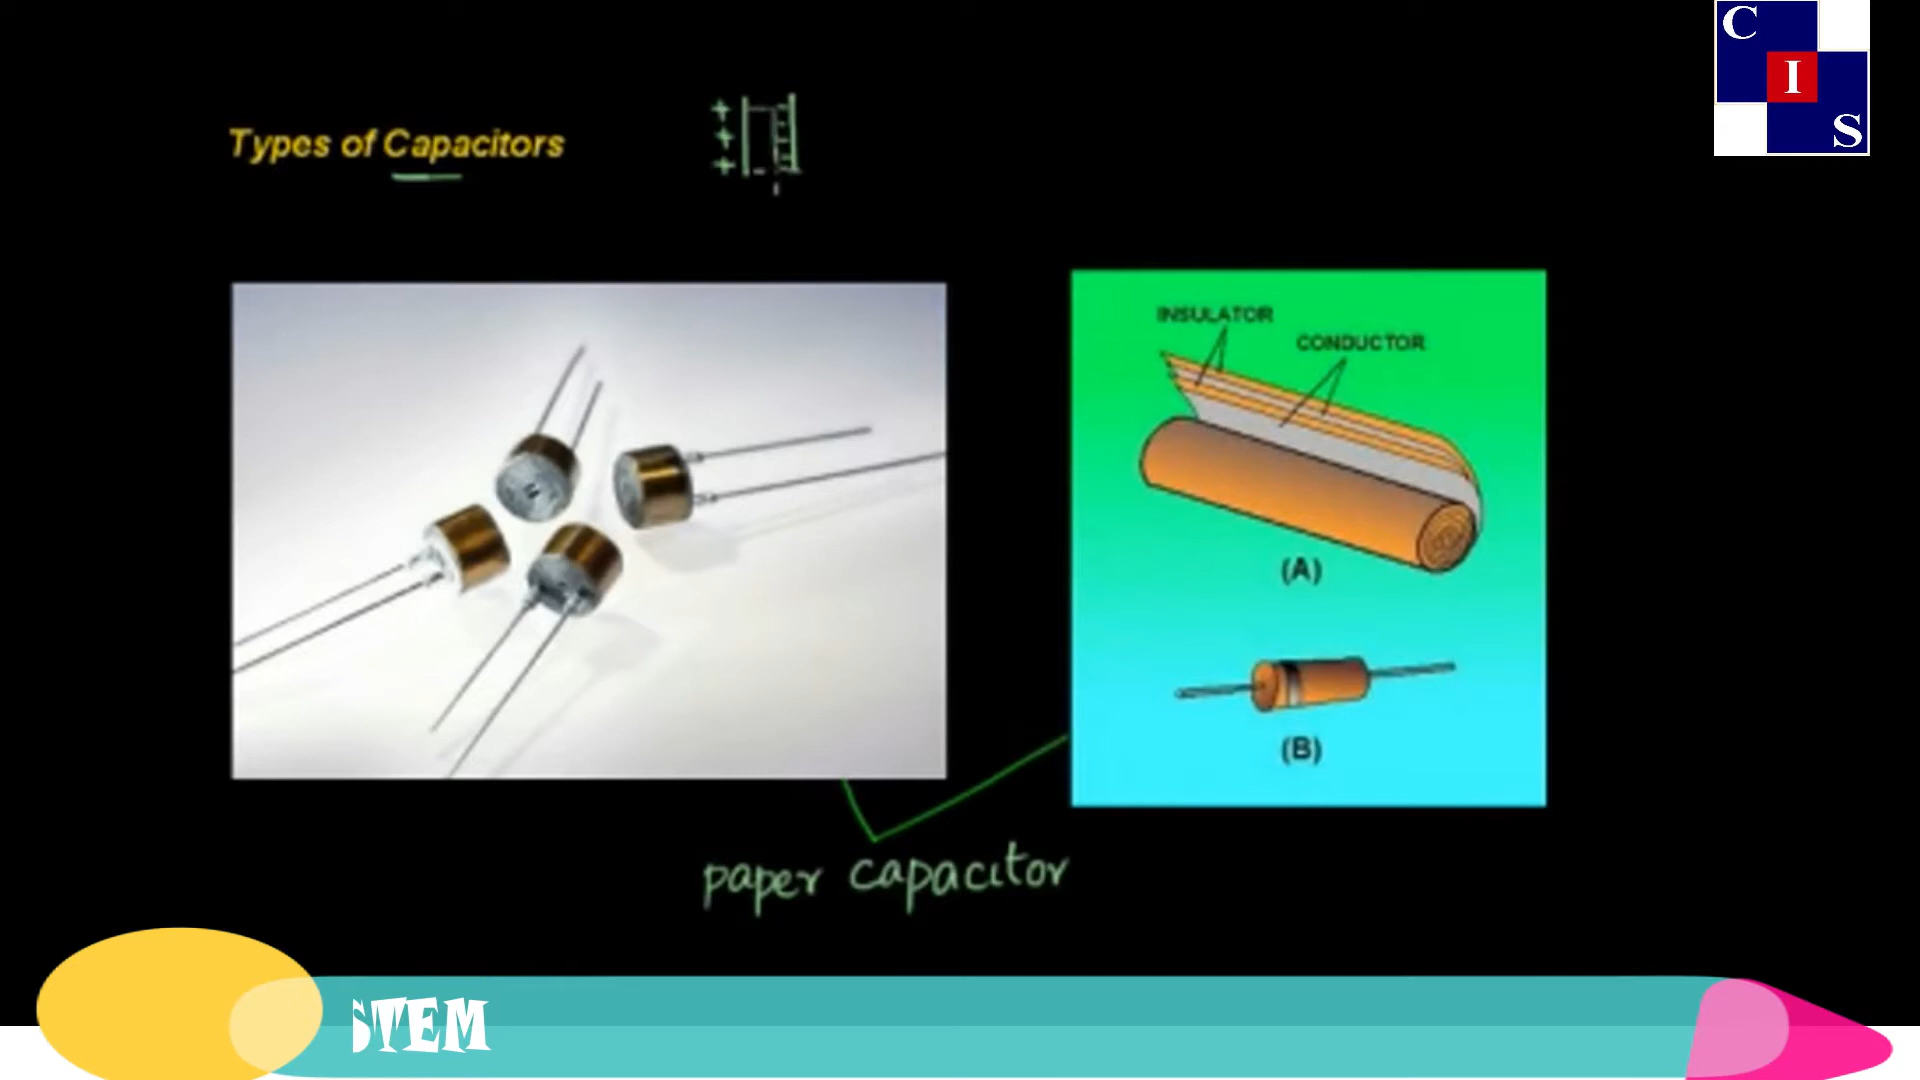 C
I
S
Types of Capacitors
+
+
+
INSULATOR
CONDUCTOR
(A)
(B)
paper capacitor
STEM